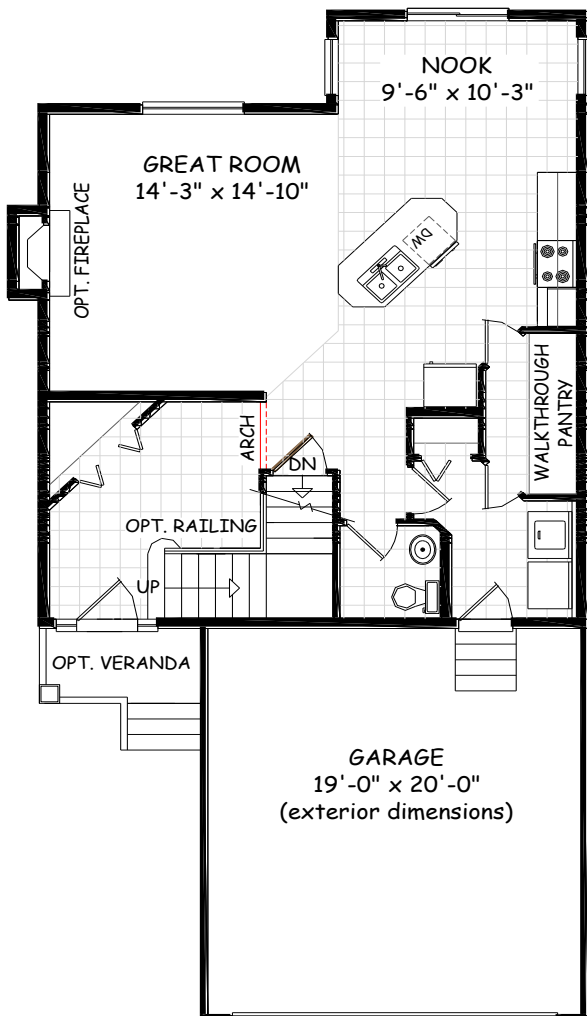 NOOK
9'-6" x 10'-3"
GREAT ROOM
14'-3" x 14'-10"
OPT. FIREPLACE
DW
WALKTHROUGH
PANTRY
ARCH
DN
OPT. RAILING
UP
OPT. VERANDA
GARAGE
19'-0" x 20'-0"
(exterior dimensions)